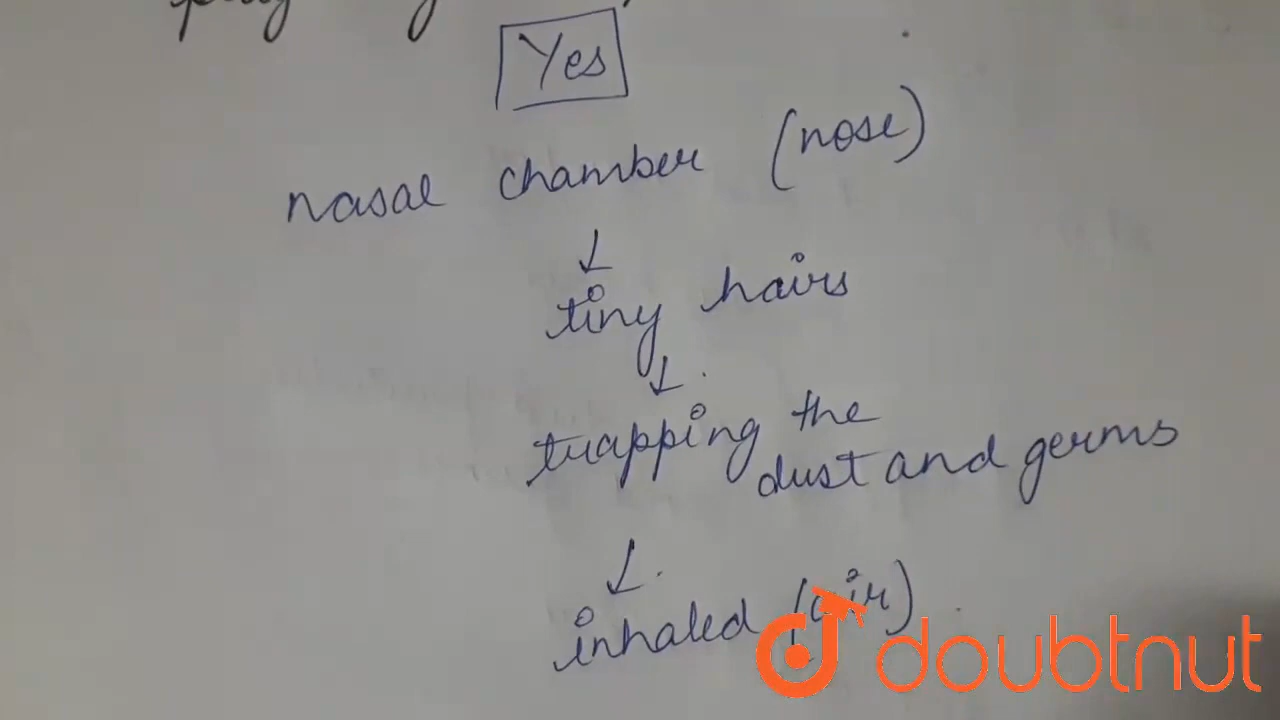 Yes
nasal chamber (nose)
↓
tiny hairs
↓
trapping the
dust and germs
↓
inhaled (air)
doubtnut